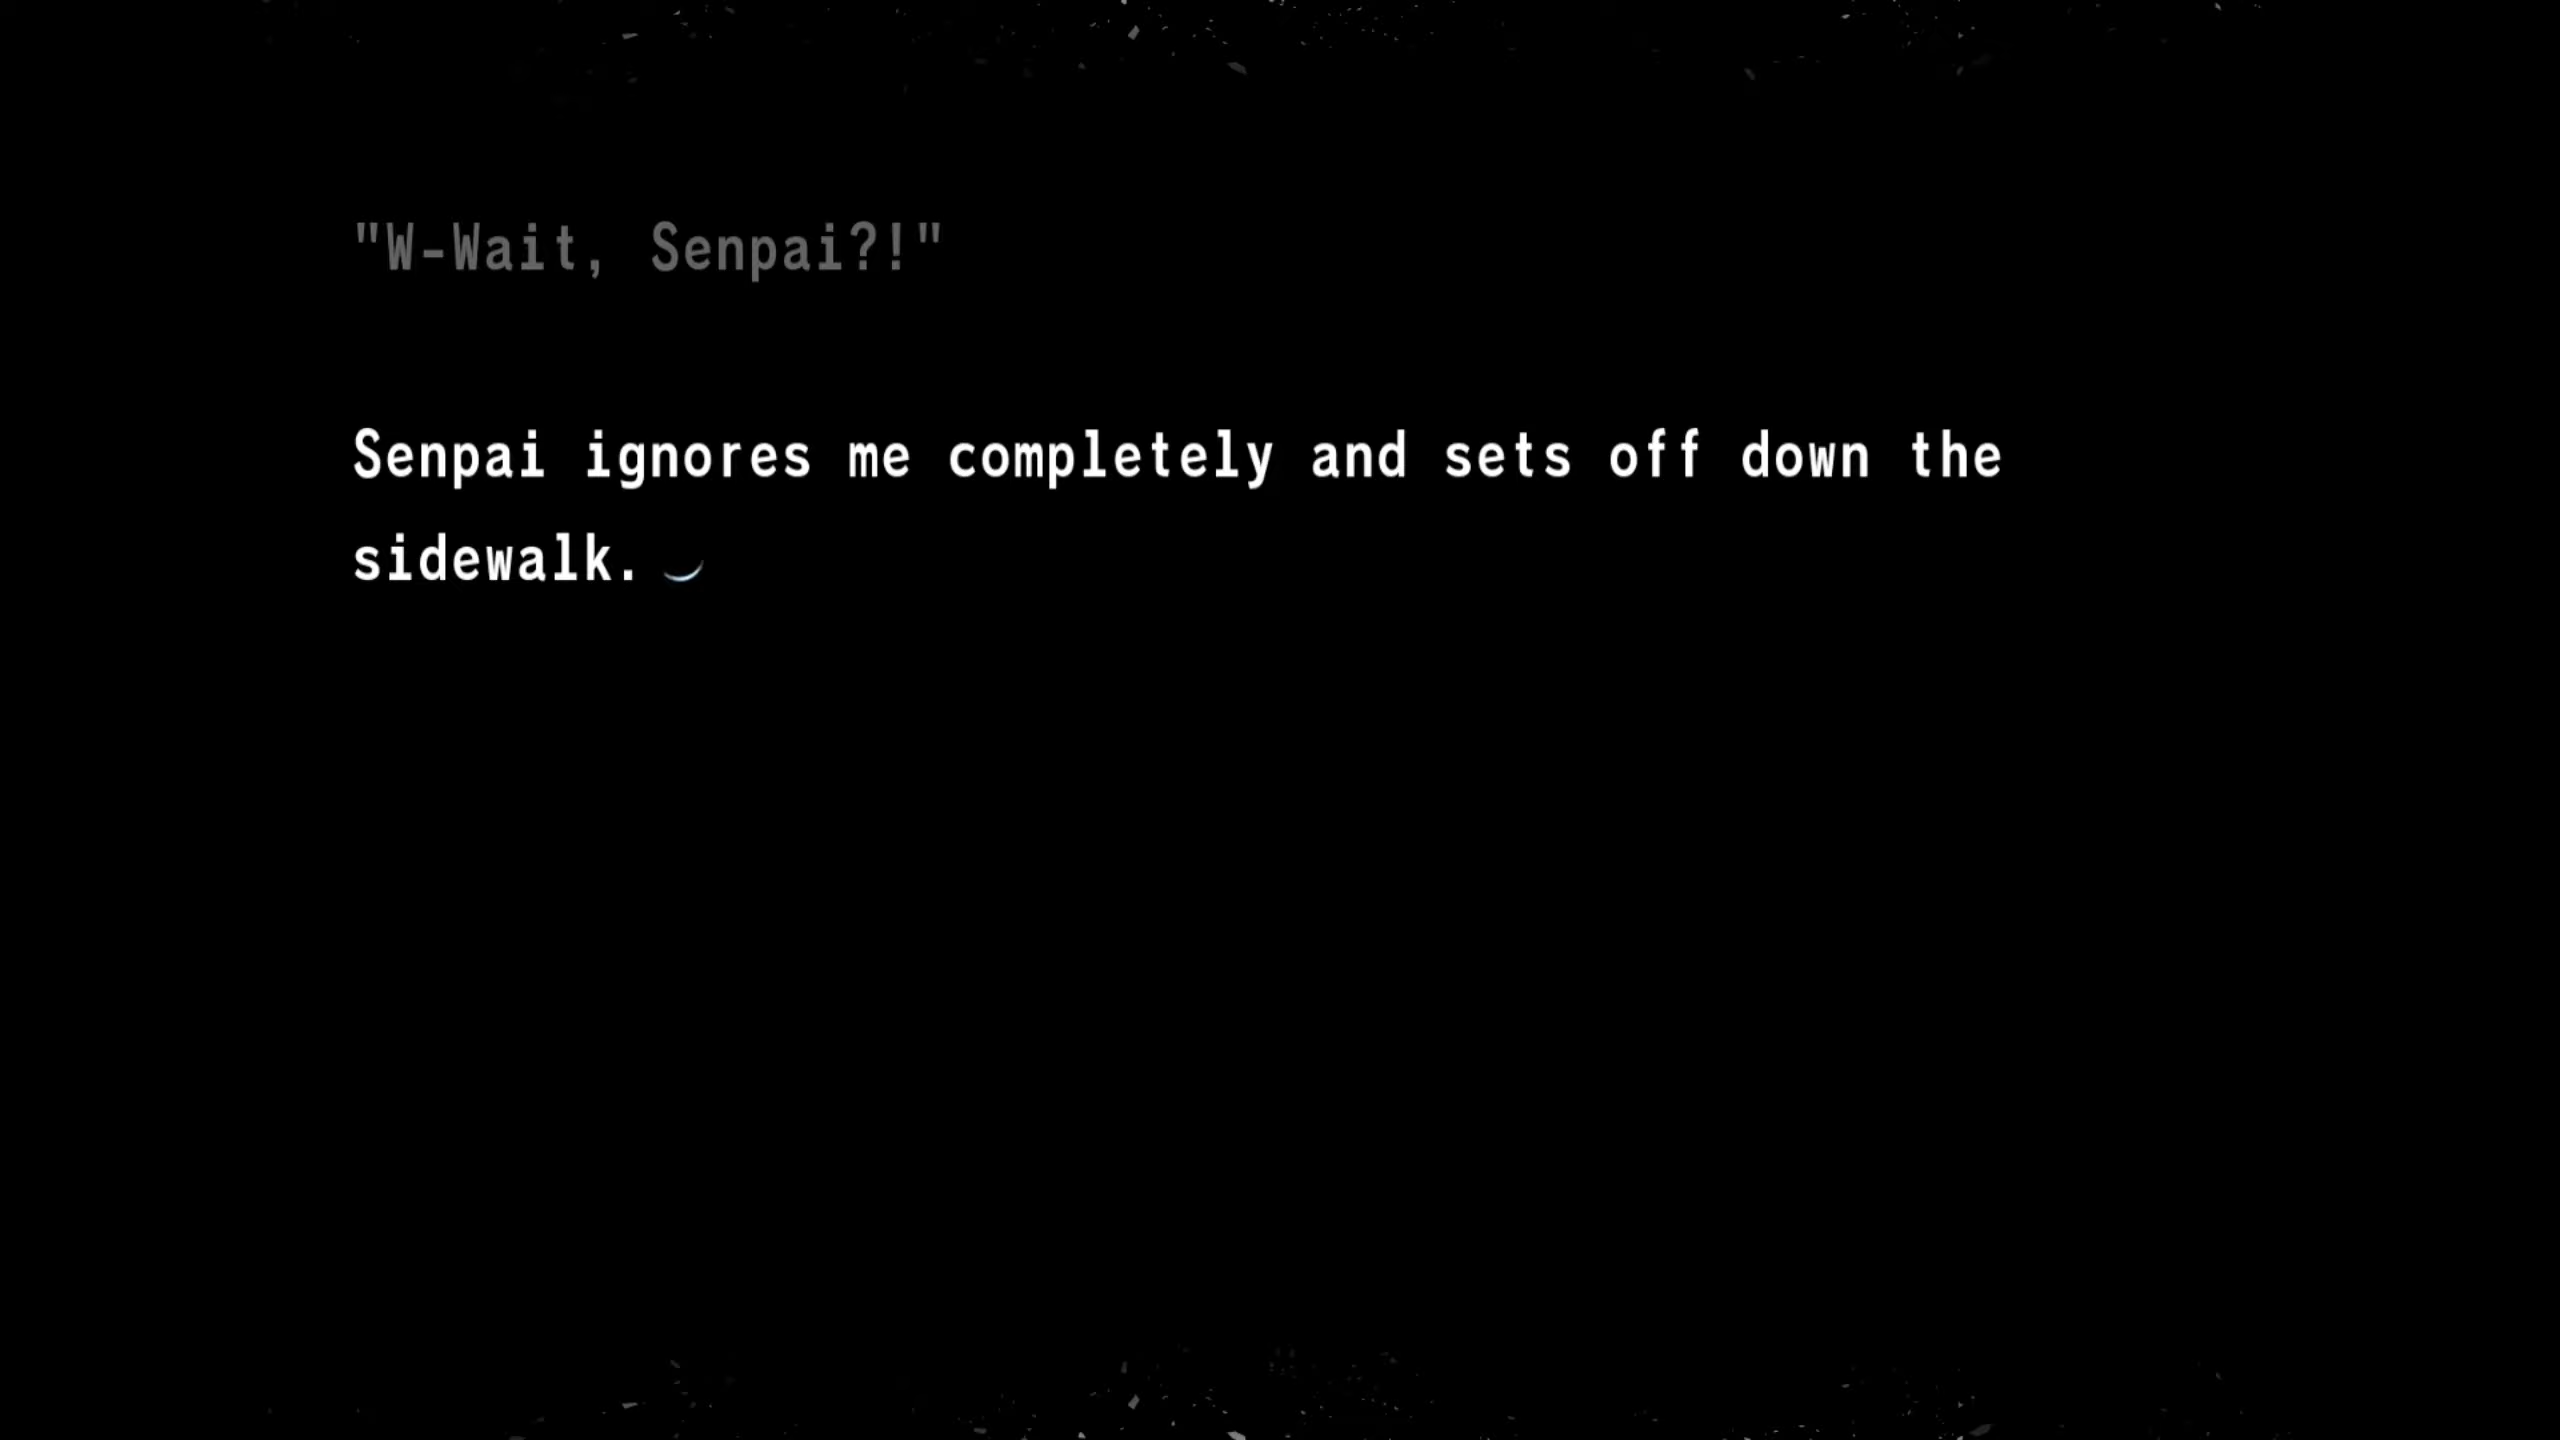 "W-Wait, Senpai?!"
Senpai ignores me completely and sets off down the
sidewalk.